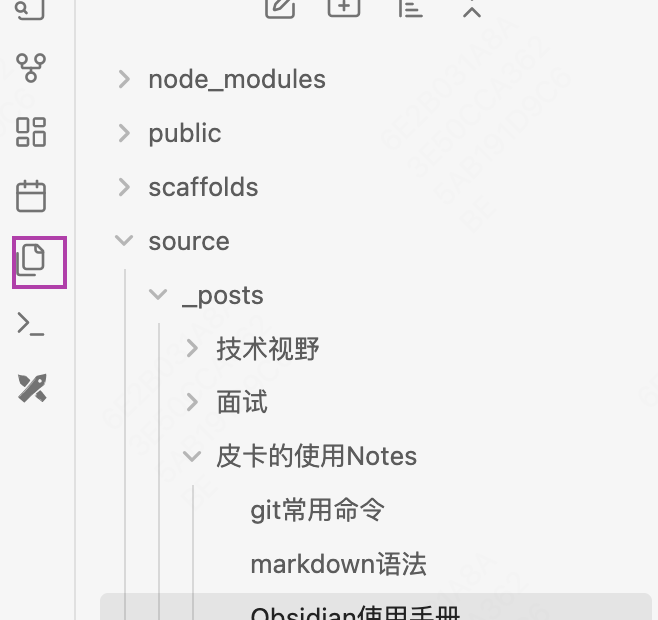 node_modules
public
scaffolds
source
_posts
技术视野
面试
皮卡的使用Notes
git常用命令
markdown语法
Obsidian使用手册